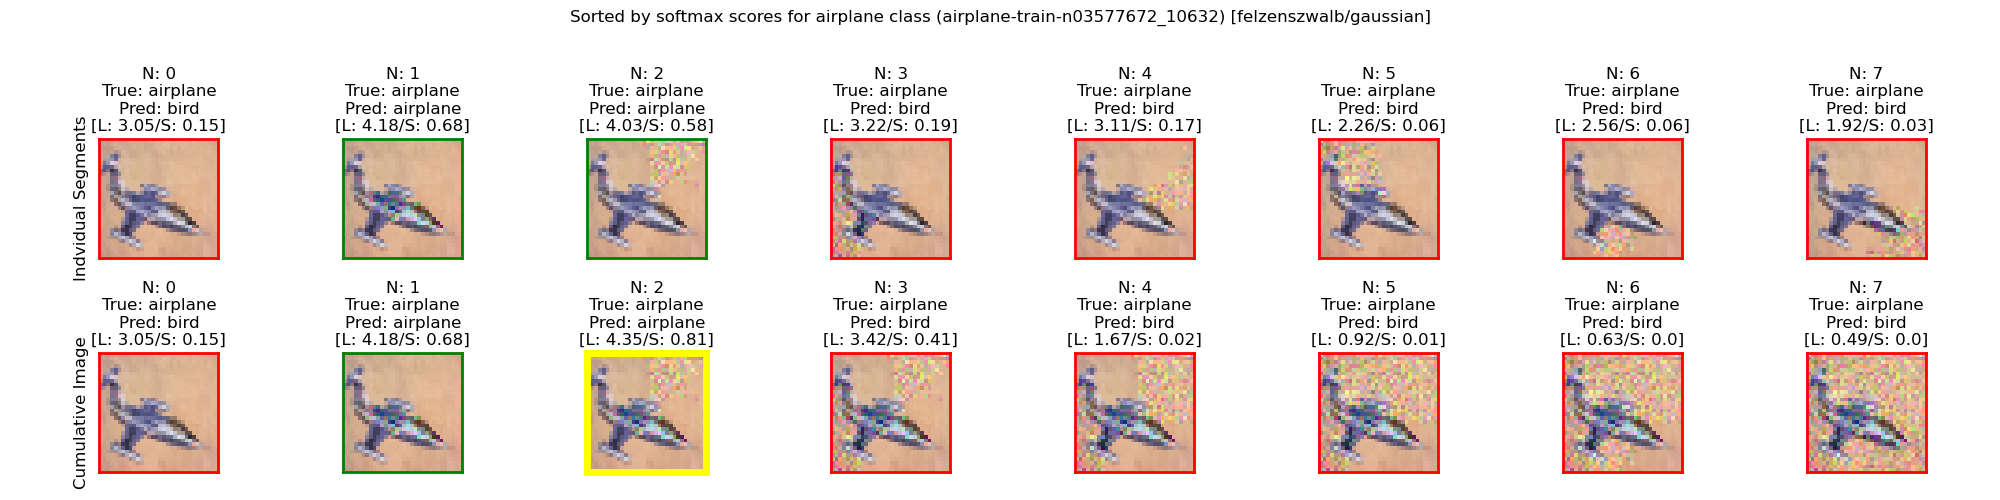 Sorted by softmax scores for airplane class (airplane-train-n03577672_10632) [felzenszwalb/gaussian]
Individual Segments
N: 0
True: airplane
Pred: bird
[L: 3.05/S: 0.15]
N: 1
True: airplane
Pred: airplane
[L: 4.18/S: 0.68]
N: 2
True: airplane
Pred: airplane
[L: 4.03/S: 0.58]
N: 3
True: airplane
Pred: bird
[L: 3.22/S: 0.19]
N: 4
True: airplane
Pred: bird
[L: 3.11/S: 0.17]
N: 5
True: airplane
Pred: bird
[L: 2.26/S: 0.06]
N: 6
True: airplane
Pred: bird
[L: 2.56/S: 0.06]
N: 7
True: airplane
Pred: bird
[L: 1.92/S: 0.03]
Cumulative Image
N: 0
True: airplane
Pred: bird
[L: 3.05/S: 0.15]
N: 1
True: airplane
Pred: airplane
[L: 4.18/S: 0.68]
N: 2
True: airplane
Pred: airplane
[L: 4.35/S: 0.81]
N: 3
True: airplane
Pred: bird
[L: 3.42/S: 0.41]
N: 4
True: airplane
Pred: bird
[L: 1.67/S: 0.02]
N: 5
True: airplane
Pred: bird
[L: 0.92/S: 0.01]
N: 6
True: airplane
Pred: bird
[L: 0.63/S: 0.0]
N: 7
True: airplane
Pred: bird
[L: 0.49/S: 0.0]